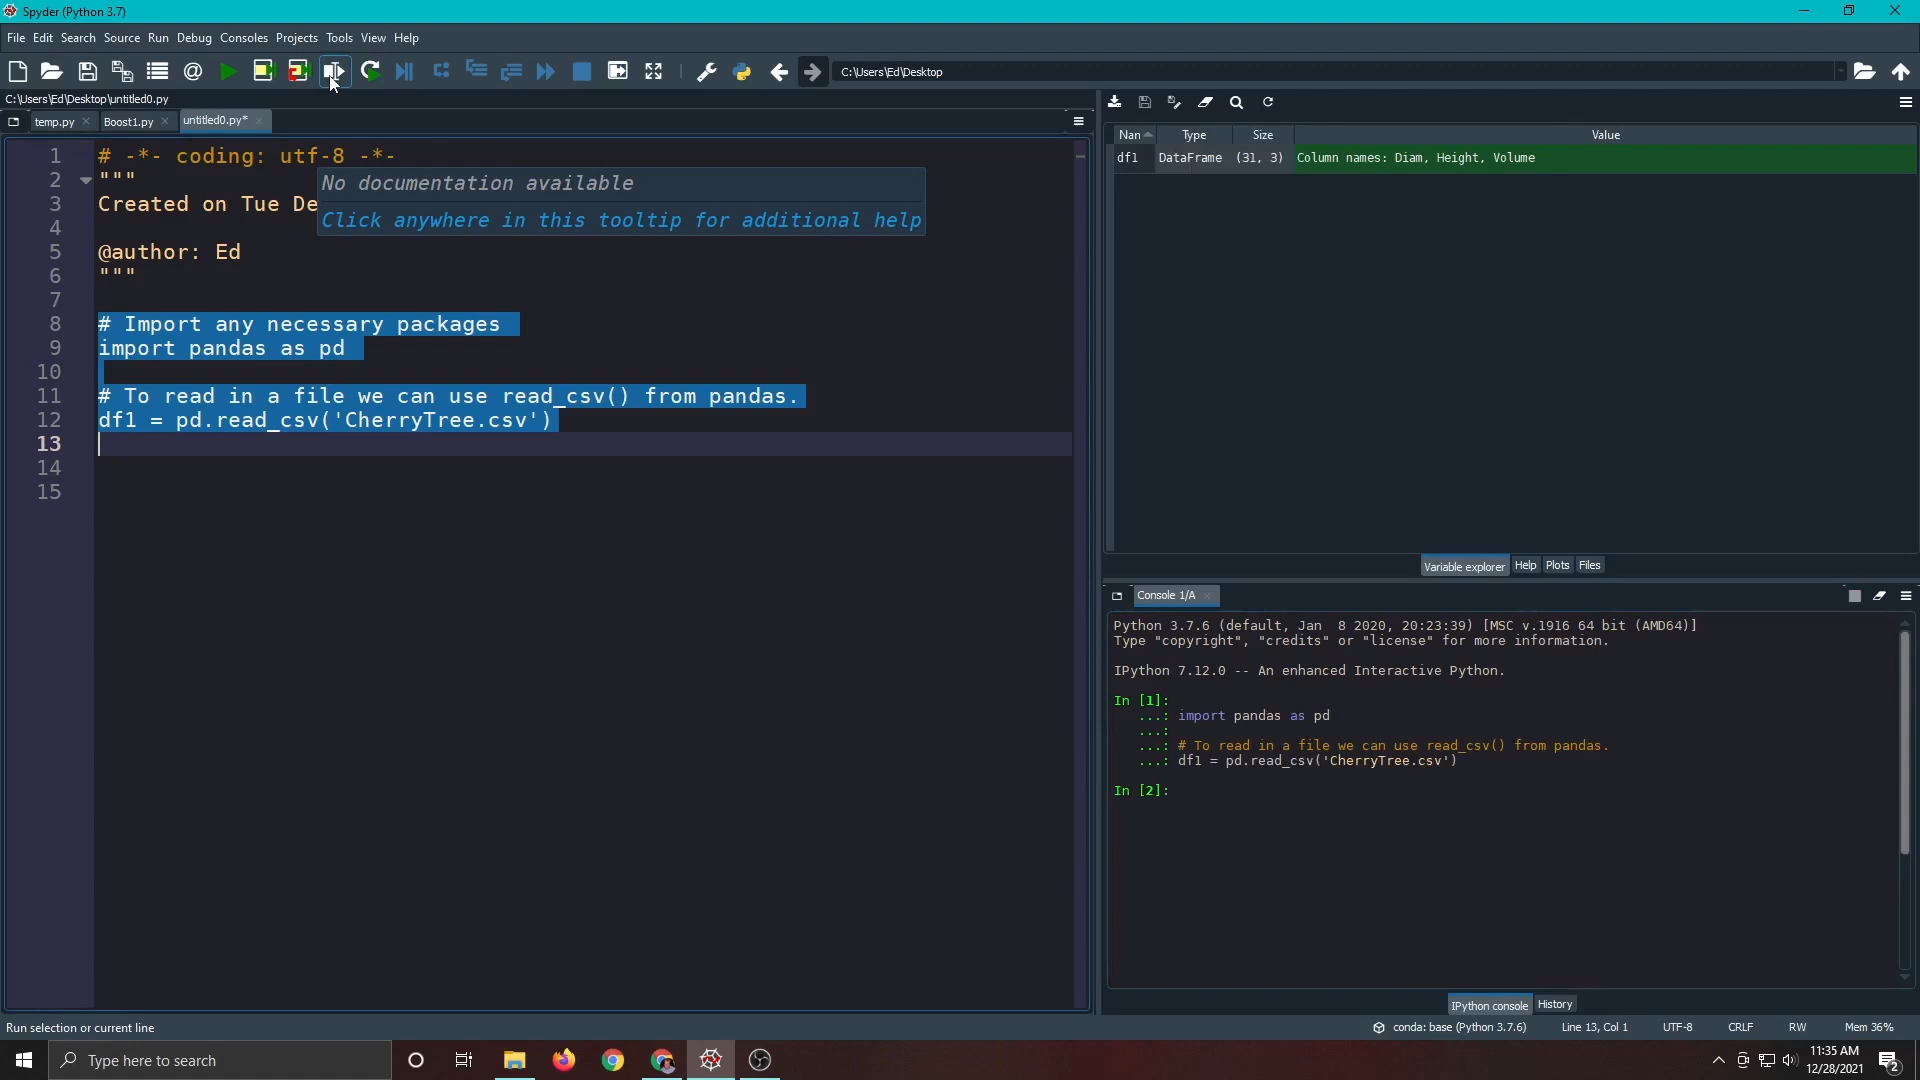 Spyder (Python 3.7)
File Edit Search Source Run Debug Consoles Projects Tools View Help
C:\Users\Ed\Desktop
C:\Users\Ed\Desktop\untitled0.py
temp.py Boost1.py untitled0.py*
1 # -*- coding: utf-8 -*-
2 """
3 Created on Tue De
4
5 @author: Ed
6 """
7
8 # Import any necessary packages
9 import pandas as pd
10
11 # To read in a file we can use read_csv() from pandas.
12 df1 = pd.read_csv('CherryTree.csv')
13
14
15
No documentation available
Click anywhere in this tooltip for additional help
Nan Type Size Value
df1 DataFrame (31, 3) Column names: Diam, Height, Volume
Variable explorer Help Plots Files
Console 1/A
Python 3.7.6 (default, Jan  8 2020, 20:23:39) [MSC v.1916 64 bit (AMD64)]
Type "copyright", "credits" or "license" for more information.
IPython 7.12.0 -- An enhanced Interactive Python.
In [1]:
...: import pandas as pd
...:
...: # To read in a file we can use read_csv() from pandas.
...: df1 = pd.read_csv('CherryTree.csv')
In [2]:
IPython console History
Run selection or current line
conda: base (Python 3.7.6) Line 13, Col 1 UTF-8 CRLF RW Mem 36%
Type here to search
11:35 AM
12/28/2021
2